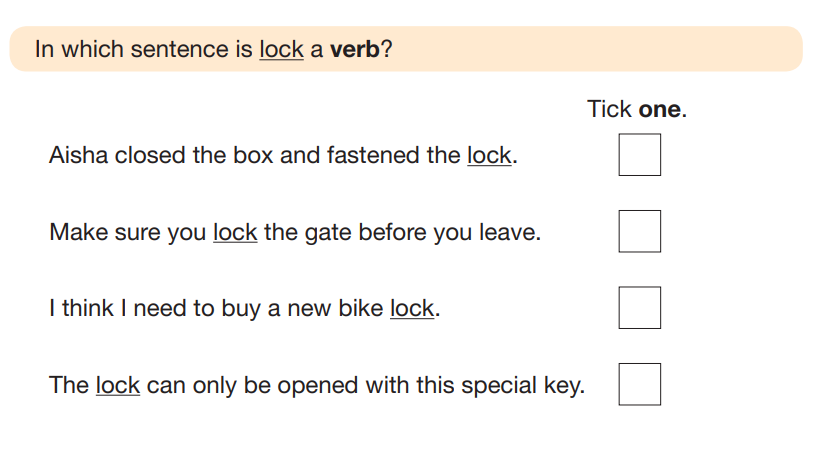 In which sentence is lock a verb?
Tick one.
Aisha closed the box and fastened the lock.
Make sure you lock the gate before you leave.
I think I need to buy a new bike lock.
The lock can only be opened with this special key.